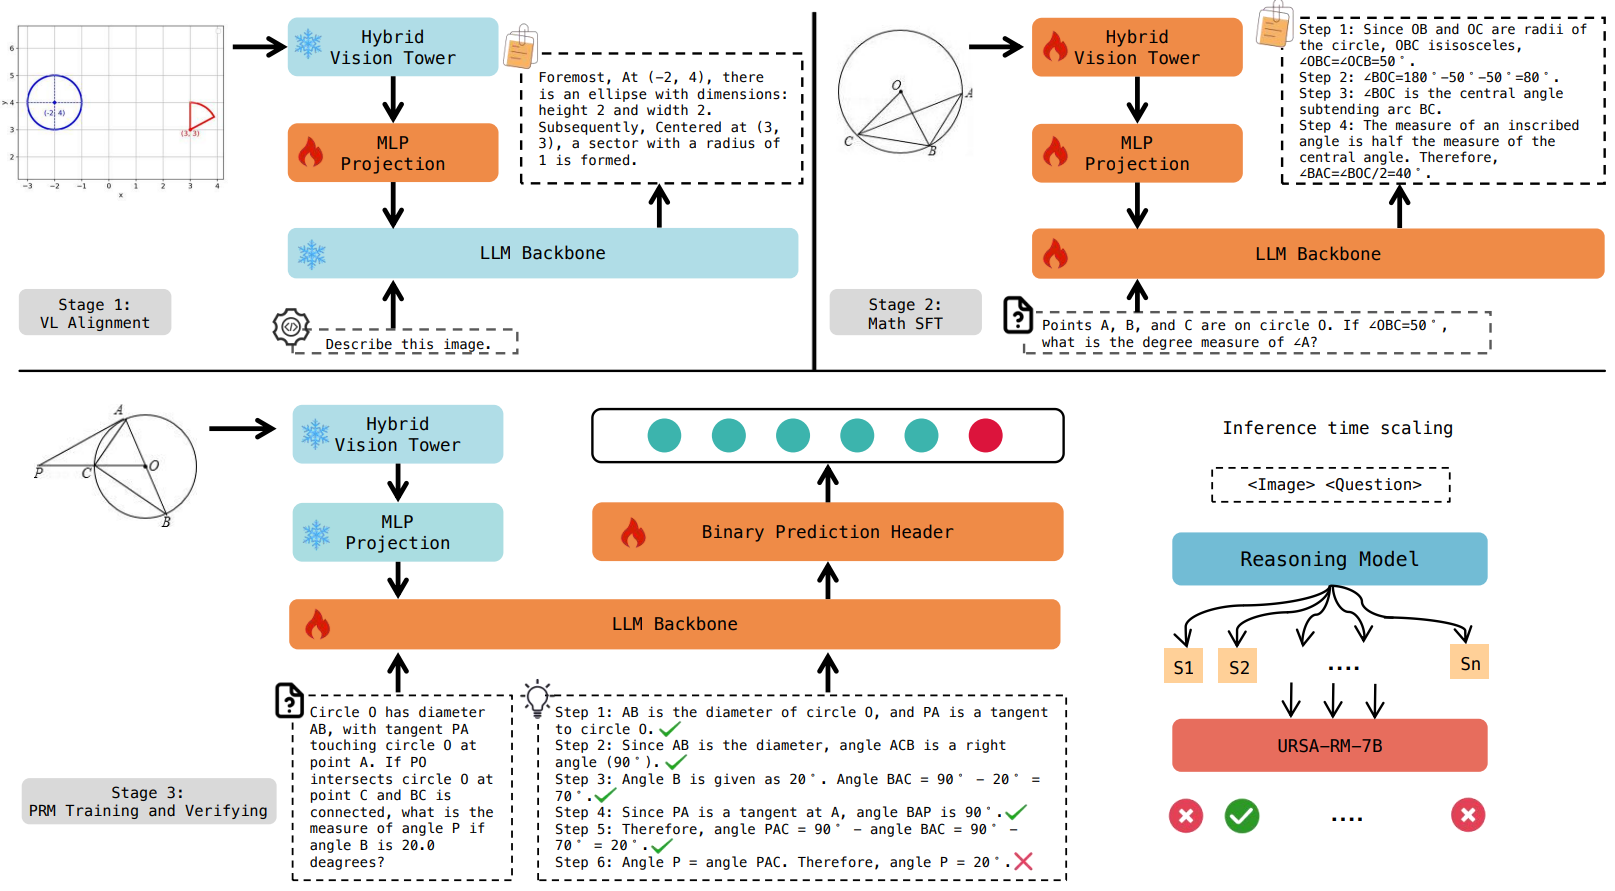 6
5
4
3
2
y
−3
−2
−1
0
1
2
3
4
x
(-2, 4)
(3, 3)
Hybrid
Vision Tower
MLP
Projection
LLM Backbone
Foremost, At (−2, 4), there
is an ellipse with dimensions:
height 2 and width 2.
Subsequently, Centered at (3,
3), a sector with a radius of
1 is formed.
Describe this image.
Stage 1:
VL Alignment
O
A
C
B
Hybrid
Vision Tower
MLP
Projection
LLM Backbone
Step 1: Since OB and OC are radii of
the circle, OBC isisosceles,
∠OBC=∠OCB=50°.
Step 2: ∠BOC=180°−50°−50°=80°.
Step 3: ∠BOC is the central angle
subtending arc BC.
Step 4: The measure of an inscribed
angle is half the measure of the
central angle. Therefore,
∠BAC=∠BOC/2=40°.
Stage 2:
Math SFT
Points A, B, and C are on circle O. If ∠OBC=50°,
what is the degree measure of ∠A?
A
P
C
O
B
Hybrid
Vision Tower
MLP
Projection
LLM Backbone
Binary Prediction Header
Stage 3:
PRM Training and Verifying
Circle O has diameter
AB, with tangent PA
touching circle O at
point A. If PO
intersects circle O at
point C and BC is
connected, what is the
measure of angle P if
angle B is 20.0
deagrees?
Step 1: AB is the diameter of circle O, and PA is a tangent
to circle O.
Step 2: Since AB is the diameter, angle ACB is a right
angle (90°).
Step 3: Angle B is given as 20°. Angle BAC = 90° − 20° =
70°.
Step 4: Since PA is a tangent at A, angle BAP is 90°.
Step 5: Therefore, angle PAC = 90° − angle BAC = 90° −
70° = 20°.
Step 6: Angle P = angle PAC. Therefore, angle P = 20°.
Inference time scaling
<Image> <Question>
Reasoning Model
S1
S2
....
Sn
URSA−RM−7B
....